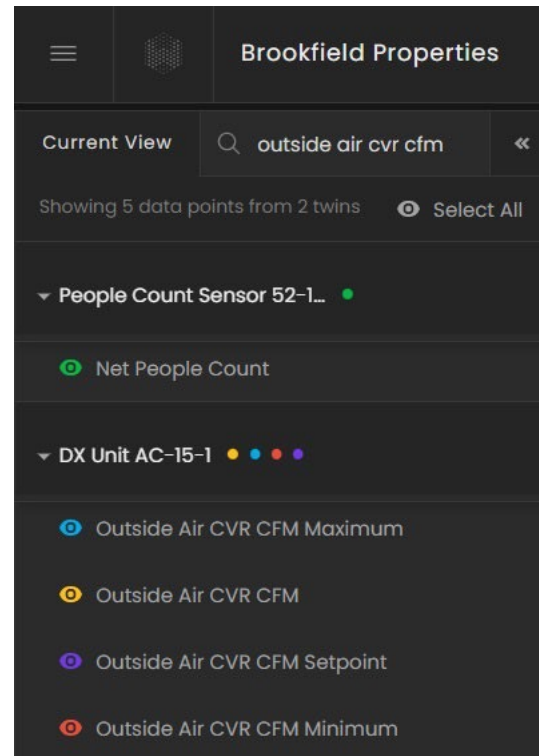 Brookfield Properties
Current View
outside air cvr cfm
Showing 5 data points from 2 twins
Select All
People Count Sensor 52-1...
Net People Count
DX Unit AC-15-1
Outside Air CVR CFM Maximum
Outside Air CVR CFM
Outside Air CVR CFM Setpoint
Outside Air CVR CFM Minimum